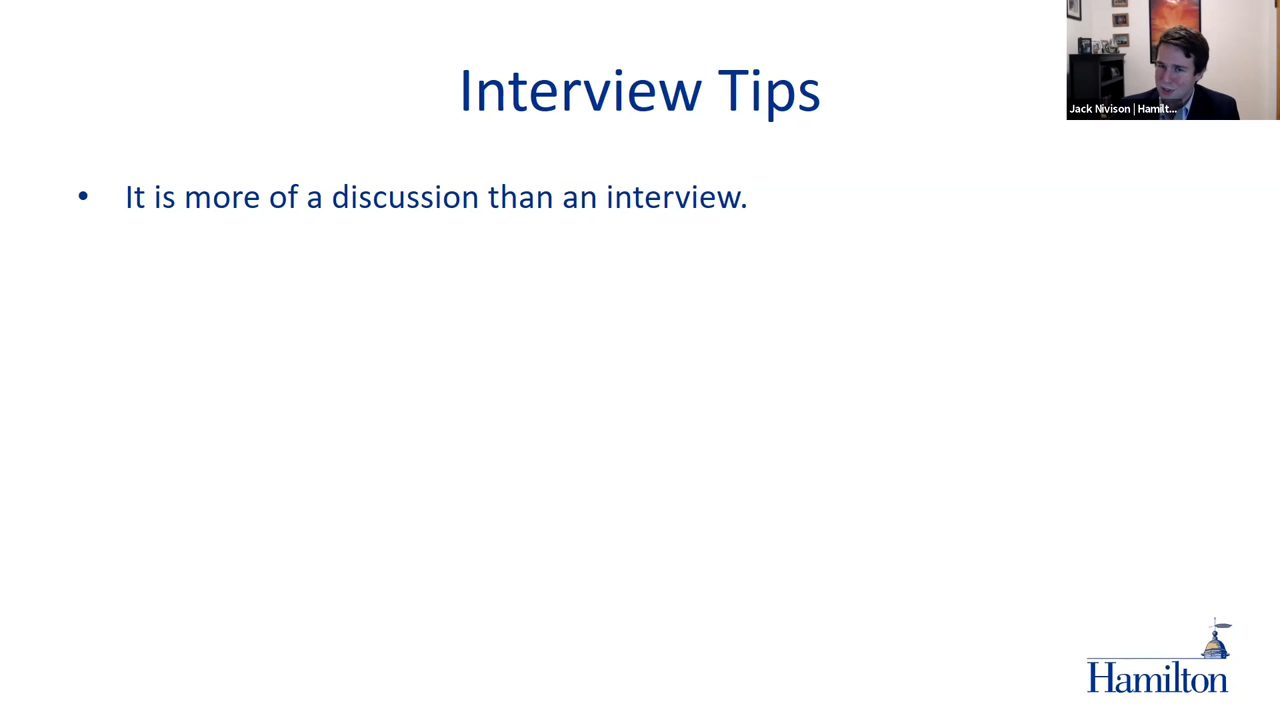 Interview Tips
Jack Nivison | Hamilt...
• It is more of a discussion than an interview.
Hamilton